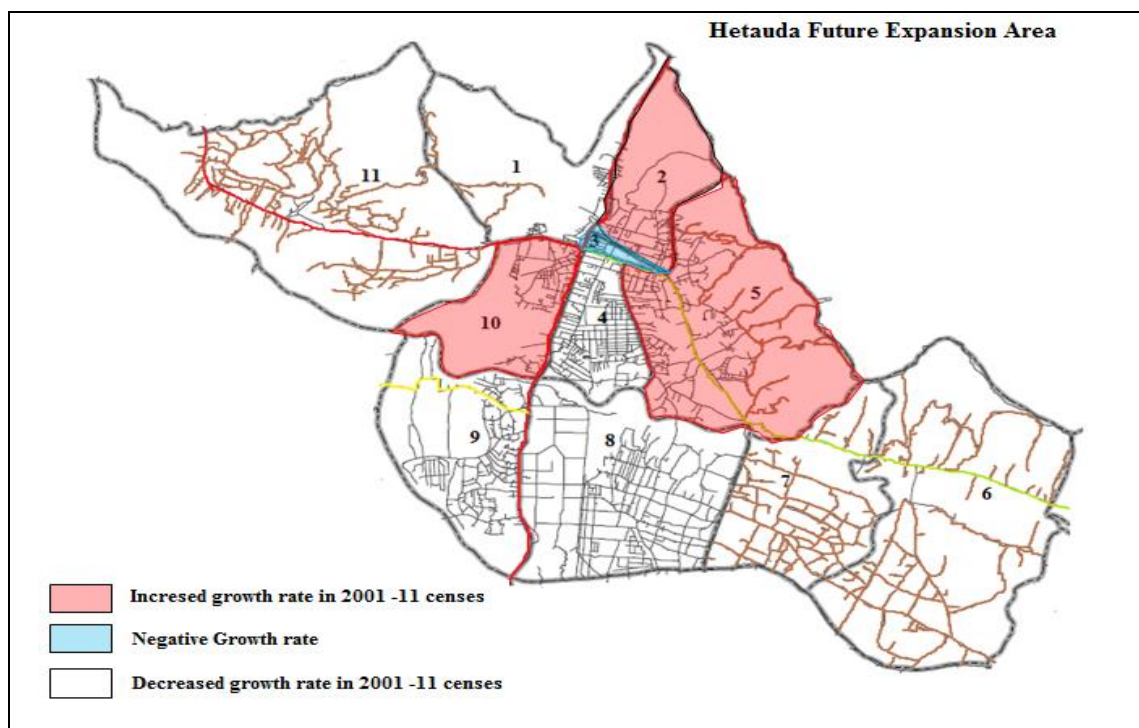 Hetauda Future Expansion Area
1
11
2
3
5
10
4
9
8
7
6
Incresed growth rate in 2001 -11 censes
Negative Growth rate
Decreased growth rate in 2001 -11 censes